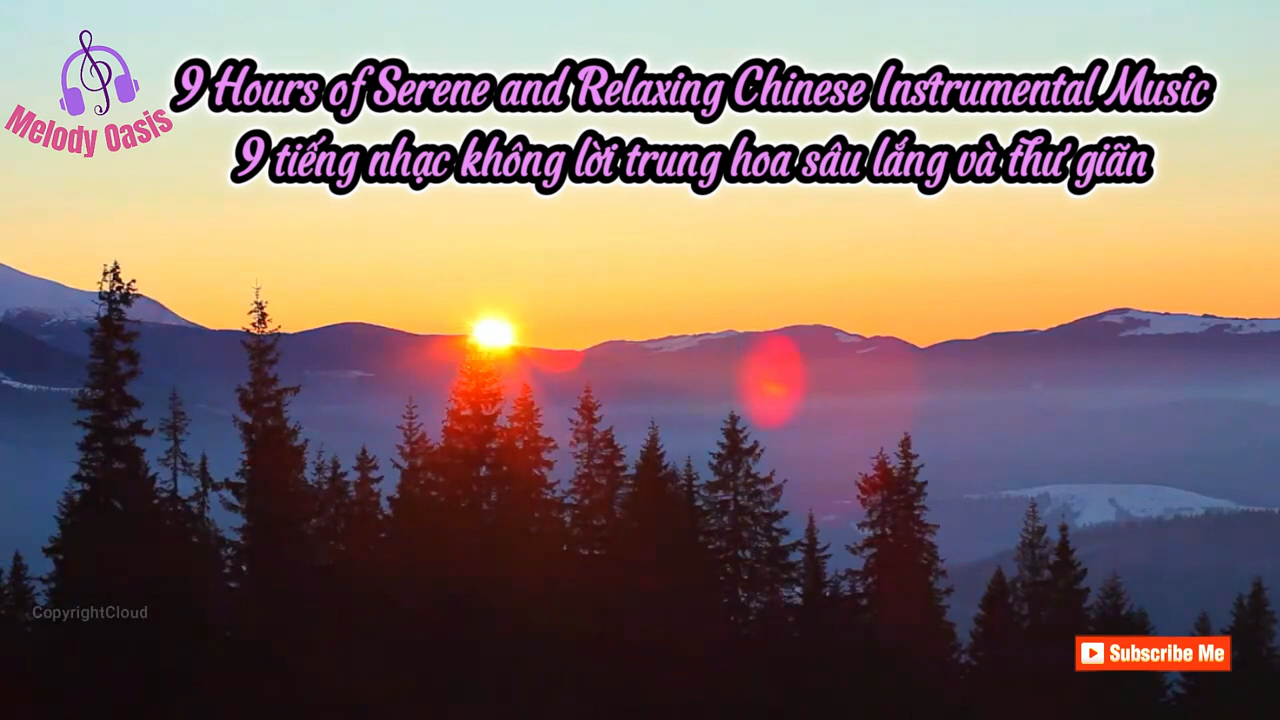 Melody Oasis
9 Hours of Serene and Relaxing Chinese Instrumental Music
9 tiếng nhạc không lời trung hoa sâu lắng và thư giãn
CopyrightCloud
Subscribe Me